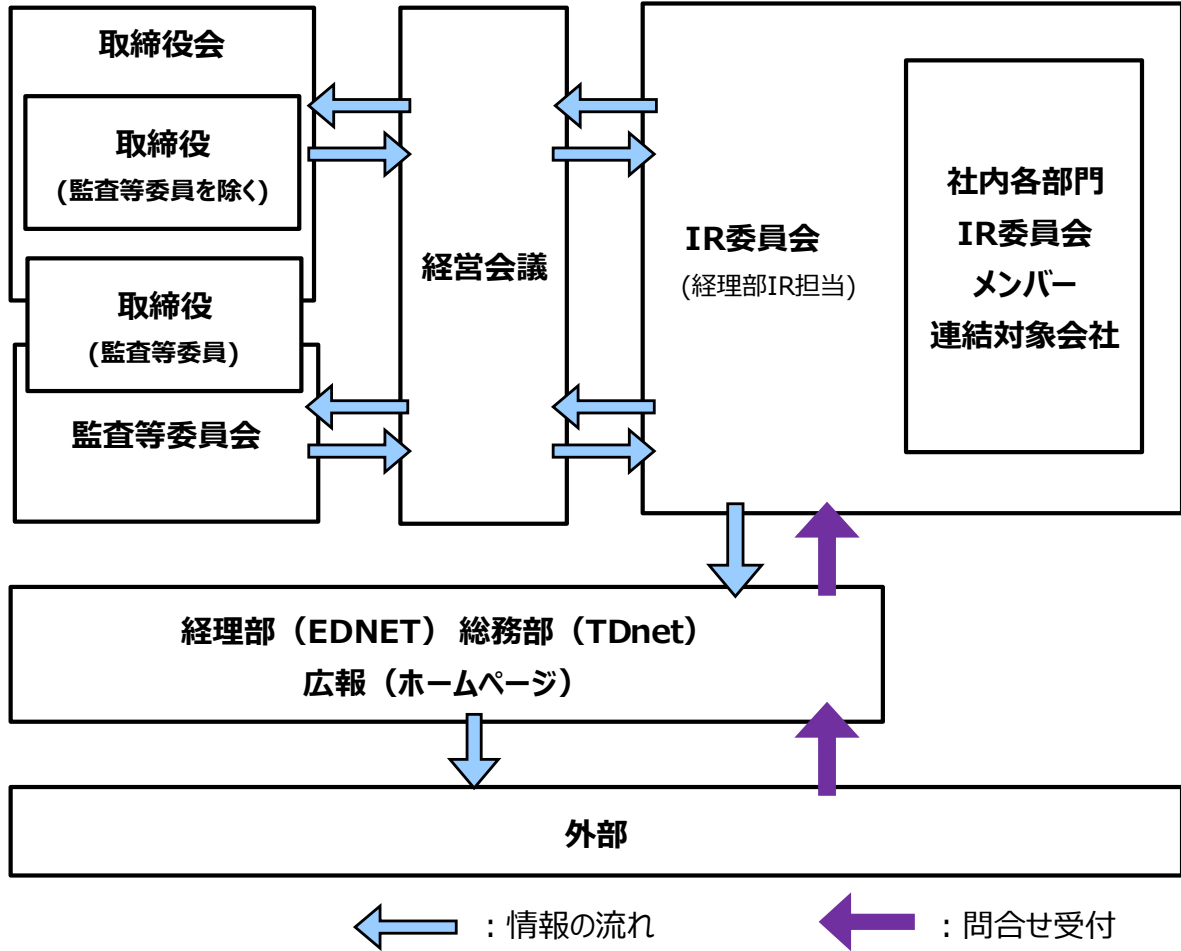 取締役会
取締役
(監査等委員を除く)
取締役
(監査等委員)
監査等委員会
経営会議
IR委員会
(経理部IR担当)
社内各部門
IR委員会
メンバー
連結対象会社
経理部（EDNET） 総務部（TDnet）
広報（ホームページ）
外部
：情報の流れ
：問合せ受付